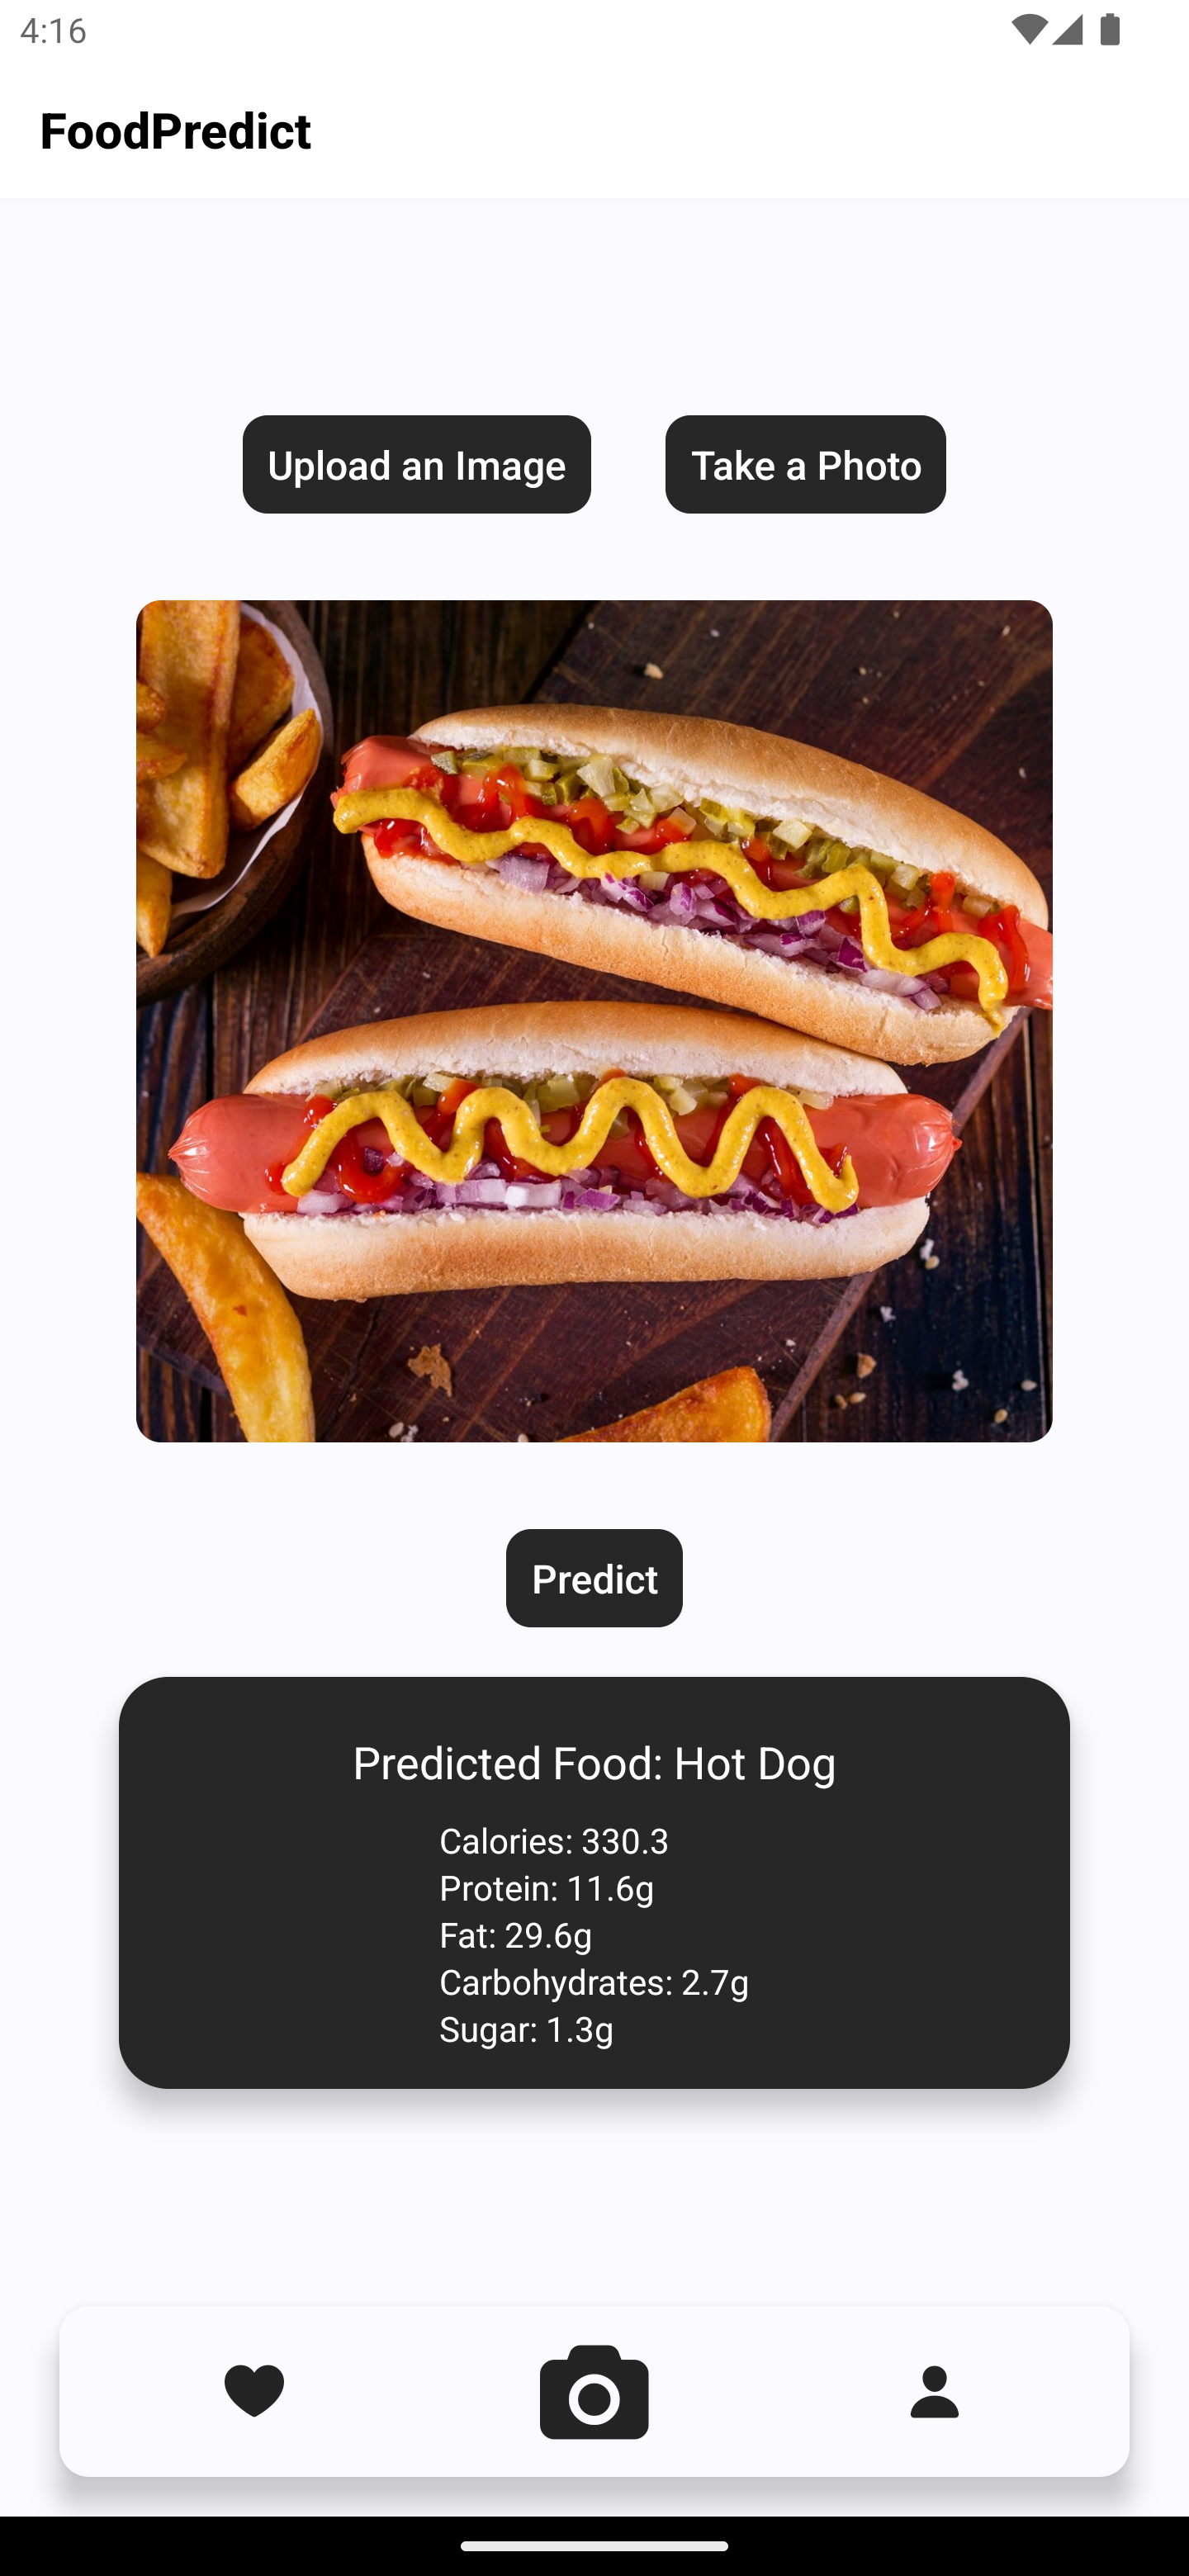 4:16
FoodPredict
Upload an Image
Take a Photo
Predict
Predicted Food: Hot Dog
Calories: 330.3
Protein: 11.6g
Fat: 29.6g
Carbohydrates: 2.7g
Sugar: 1.3g